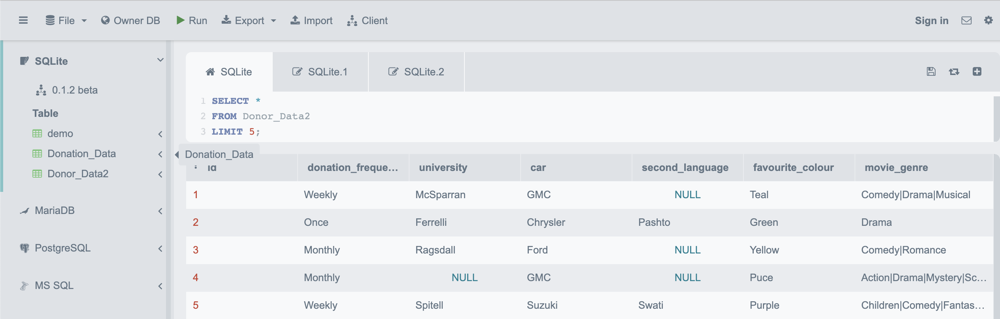 File Owner DB Run Export Import Client Sign in
SQLite
0.1.2 beta
Table
demo
Donation_Data
Donor_Data2
MariaDB
PostgreSQL
MS SQL
SQLite SQLite.1 SQLite.2
1 SELECT *
2 FROM Donor_Data2
3 LIMIT 5;
Donation_Data
id donation_freque... university car second_language favourite_colour movie_genre
1 Weekly McSparran GMC NULL Teal Comedy|Drama|Musical
2 Once Ferrelli Chrysler Pashto Green Drama
3 Monthly Ragsdall Ford NULL Yellow Comedy|Romance
4 Monthly NULL GMC NULL Puce Action|Drama|Mystery|Sc...
5 Weekly Spitell Suzuki Swati Purple Children|Comedy|Fantas...